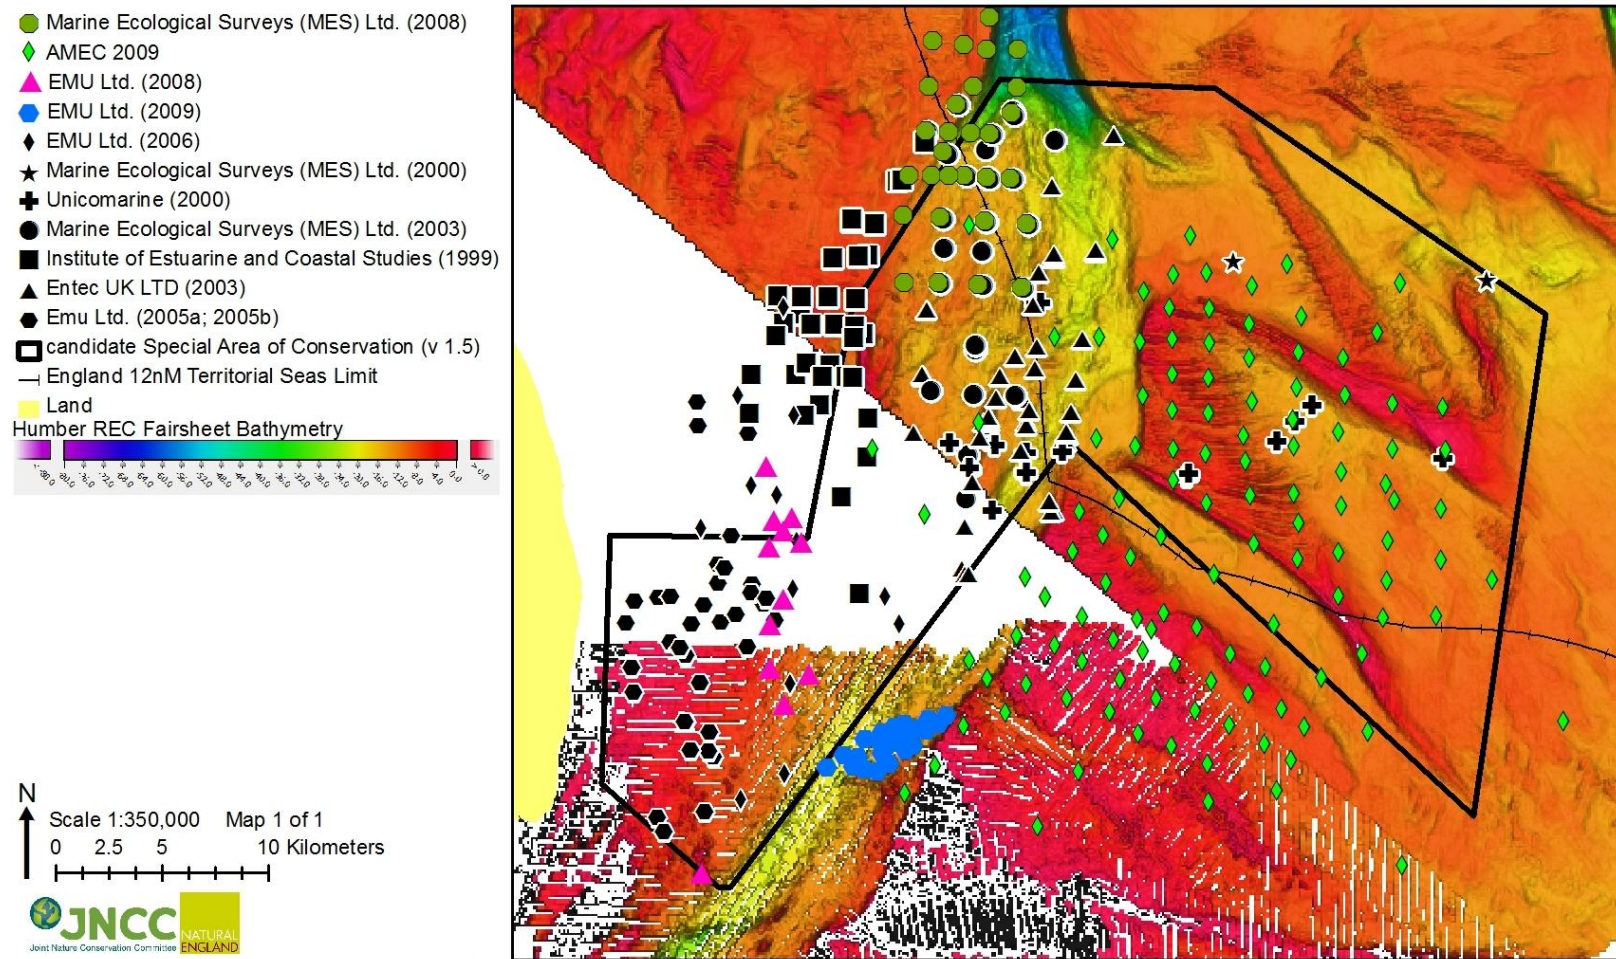 Marine Ecological Surveys (MES) Ltd. (2008)
AMEC 2009
EMU Ltd. (2008)
EMU Ltd. (2009)
EMU Ltd. (2006)
Marine Ecological Surveys (MES) Ltd. (2000)
Unicomarine (2000)
Marine Ecological Surveys (MES) Ltd. (2003)
Institute of Estuarine and Coastal Studies (1999)
Entec UK LTD (2003)
Emu Ltd. (2005a; 2005b)
candidate Special Area of Conservation (v 1.5)
England 12nM Territorial Seas Limit
Land
Humber REC Fairsheet Bathymetry
N
Scale 1:350,000 Map 1 of 1
0 2.5 5 10 Kilometers
JNCC
Joint Nature Conservation Committee
NATURAL
ENGLAND